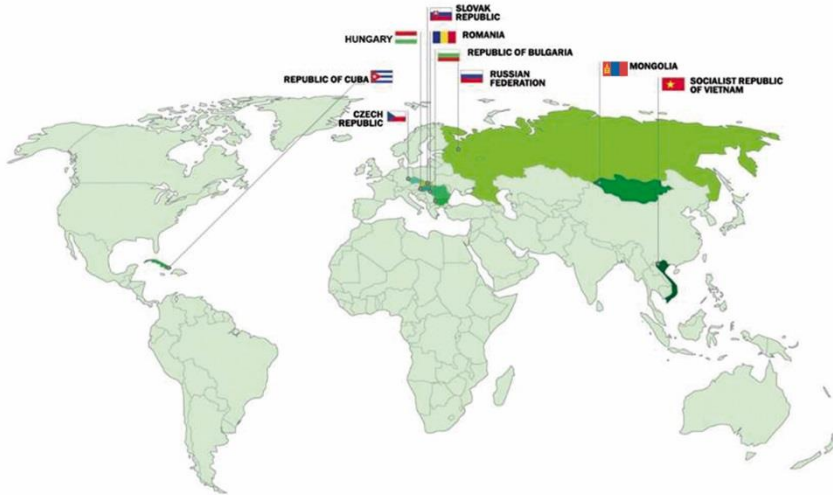 SLOVAK
REPUBLIC
HUNGARY
ROMANIA
REPUBLIC OF BULGARIA
REPUBLIC OF CUBA
RUSSIAN
FEDERATION
MONGOLIA
SOCIALIST REPUBLIC
OF VIETNAM
CZECH
REPUBLIC